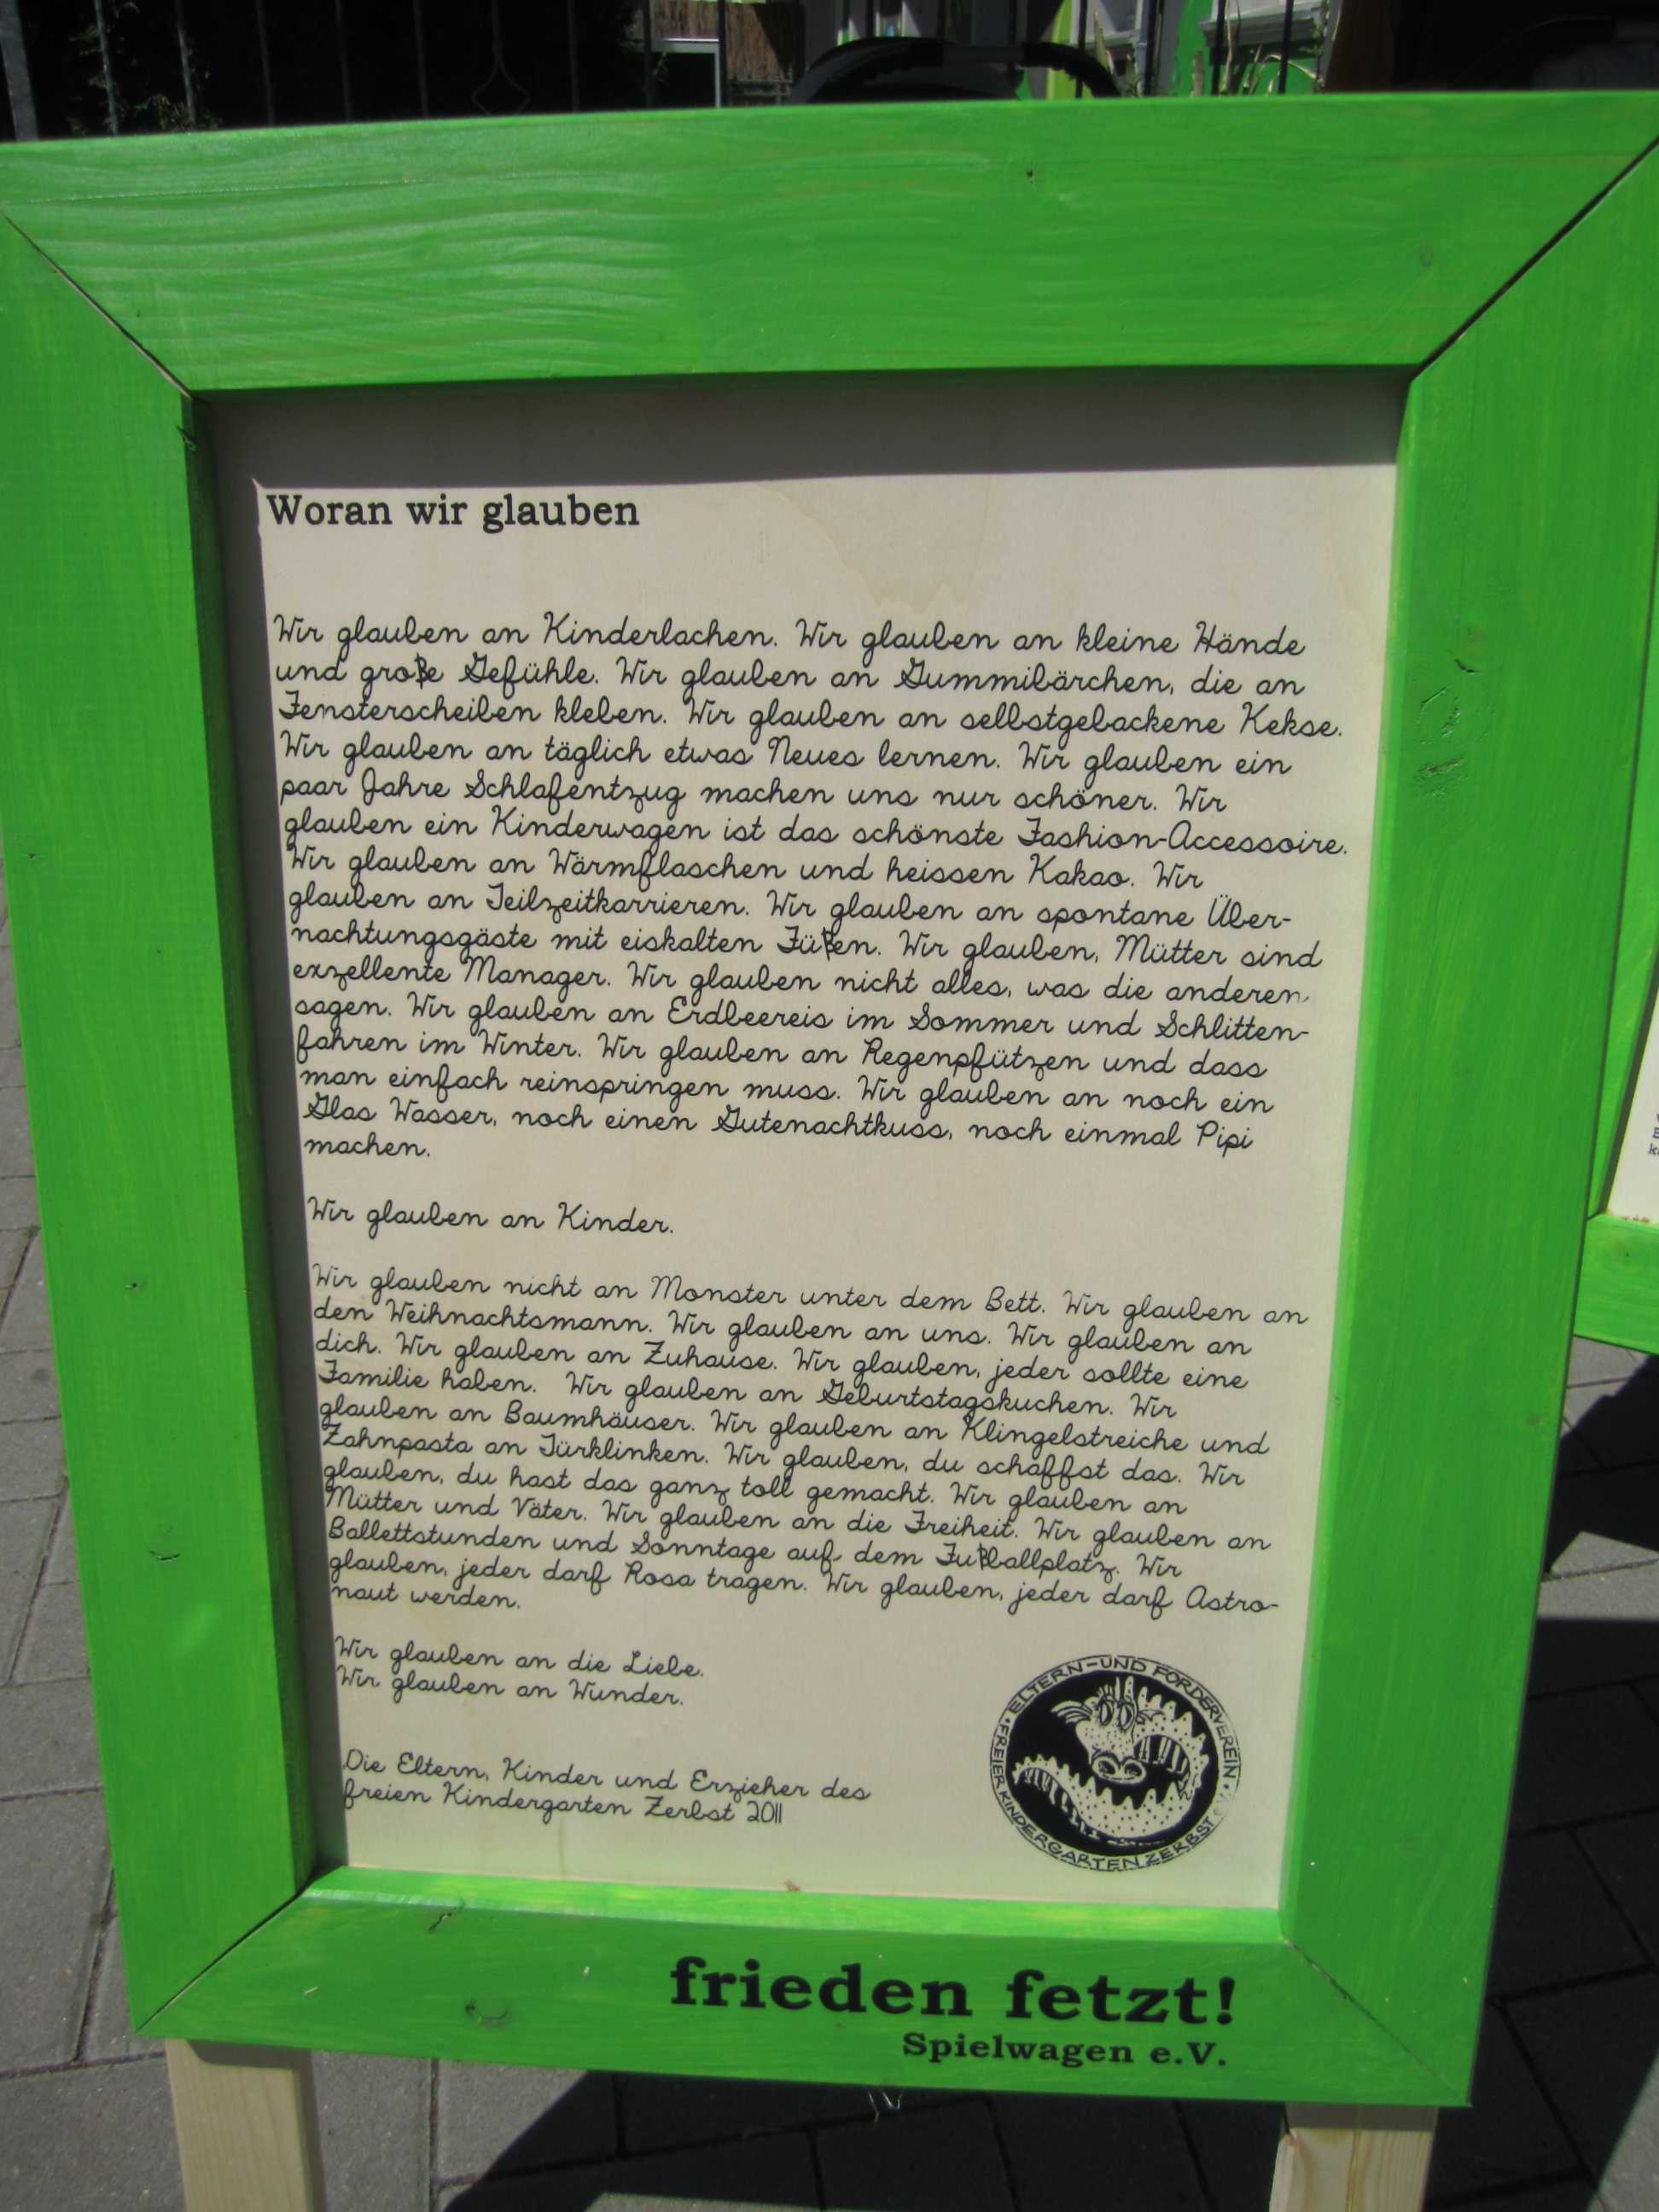 Woran wir glauben
Wir glauben an Kinderlachen. Wir glauben an kleine Hände
und große Gefühle. Wir glauben an Gummibärchen, die an
Fensterscheiben kleben. Wir glauben an selbstgebackene Kekse.
Wir glauben an täglich etwas Neues lernen. Wir glauben ein
paar Jahre Schlafentzug machen uns nur schöner. Wir
glauben ein Kinderwagen ist das schönste Fashion-Accessoire.
Wir glauben an Wärmflaschen und heissen Kakao. Wir
glauben an Teilzeitkarrieren. Wir glauben an spontane Über-
nachtungsgäste mit eiskalten Füßen. Wir glauben, Mütter sind
exzellente Manager. Wir glauben nicht alles, was die anderen
sagen. Wir glauben an Erdbeereis im Sommer und Schlitten-
fahren im Winter. Wir glauben an Regenpfützen und dass
man einfach reinspringen muss. Wir glauben an noch ein
Glas Wasser, noch einen Gutenachtkuss, noch einmal Pipi
machen.
Wir glauben an Kinder.
Wir glauben nicht an Monster unter dem Bett. Wir glauben an
den Weihnachtsmann. Wir glauben an uns. Wir glauben an
dich. Wir glauben an Zuhause. Wir glauben, jeder sollte eine
Familie haben. Wir glauben an Geburtstagskuchen. Wir
glauben an Baumhäuser. Wir glauben an Klingelstreiche und
Zahnpasta an Türklinken. Wir glauben, du schaffst das. Wir
glauben, du hast das ganz toll gemacht. Wir glauben an
Mütter und Väter. Wir glauben an die Freiheit. Wir glauben an
Ballettstunden und Sonntage auf dem Fußballplatz. Wir
glauben, jeder darf Rosa tragen. Wir glauben, jeder darf Astro-
naut werden.
Wir glauben an die Liebe.
Wir glauben an Wunder.
Die Eltern, Kinder und Erzieher des
freien Kindergarten Zerbst 2011
ELTERN-UND FÖRDERVEREIN
FREIER KINDERGARTEN ZERBST
frieden fetzt!
Spielwagen e.V.